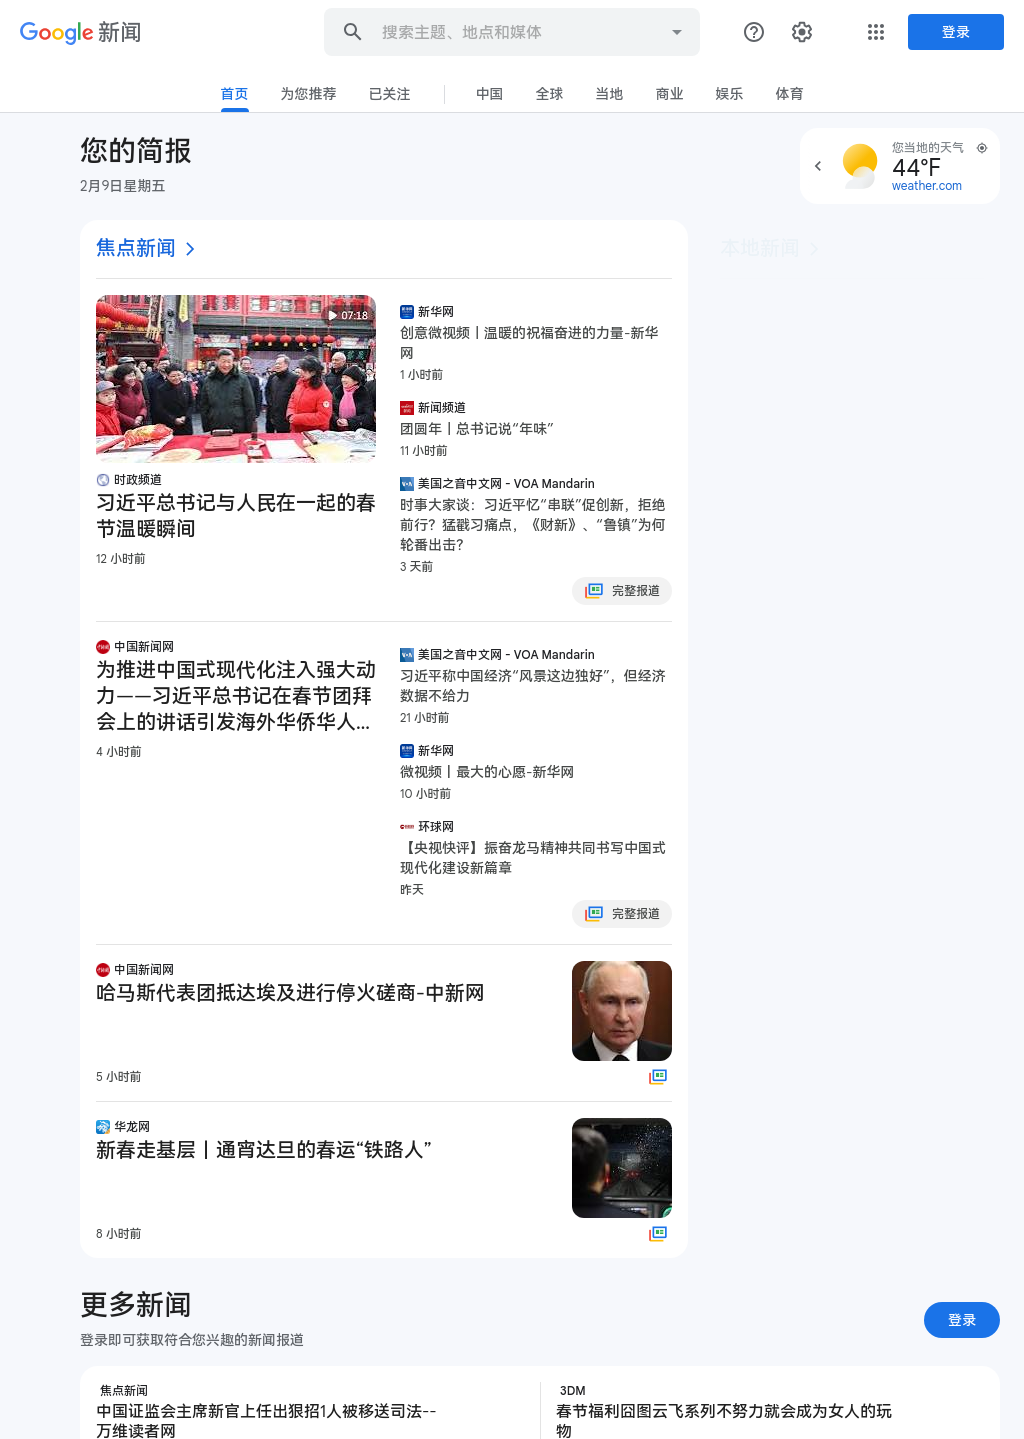 Google 新闻
搜索主题、地点和媒体
登录
首页
为您推荐
已关注
中国
全球
当地
商业
娱乐
体育
您的简报
2月9日星期五
您当地的天气
44°F
weather.com
焦点新闻
本地新闻
07:18
时政频道
习近平总书记与人民在一起的春
节温暖瞬间
12 小时前
新华网
创意微视频丨温暖的祝福奋进的力量-新华
网
1 小时前
新闻频道
团圆年丨总书记说“年味”
11 小时前
美国之音中文网 - VOA Mandarin
时事大家谈：习近平忆“串联”促创新，拒绝
前行？猛戳习痛点，《财新》、“鲁镇”为何
轮番出击？
3 天前
完整报道
中国新闻网
为推进中国式现代化注入强大动
力——习近平总书记在春节团拜
会上的讲话引发海外华侨华人...
4 小时前
美国之音中文网 - VOA Mandarin
习近平称中国经济“风景这边独好”，但经济
数据不给力
21 小时前
新华网
微视频丨最大的心愿-新华网
10 小时前
环球网
【央视快评】振奋龙马精神共同书写中国式
现代化建设新篇章
昨天
完整报道
中国新闻网
哈马斯代表团抵达埃及进行停火磋商-中新网
5 小时前
华龙网
新春走基层丨通宵达旦的春运“铁路人”
8 小时前
更多新闻
登录即可获取符合您兴趣的新闻报道
登录
焦点新闻
中国证监会主席新官上任出狠招1人被移送司法--
万维读者网
3DM
春节福利囧图云飞系列不努力就会成为女人的玩
物